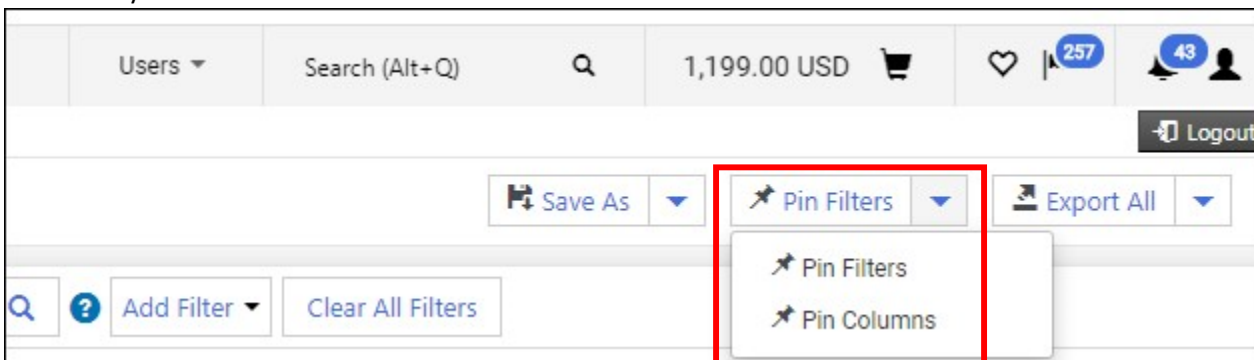 Users Search (Alt+Q) 1,199.00 USD 257 43
Logout
Save As Pin Filters Export All
Pin Filters
? Add Filter Clear All Filters
Pin Columns